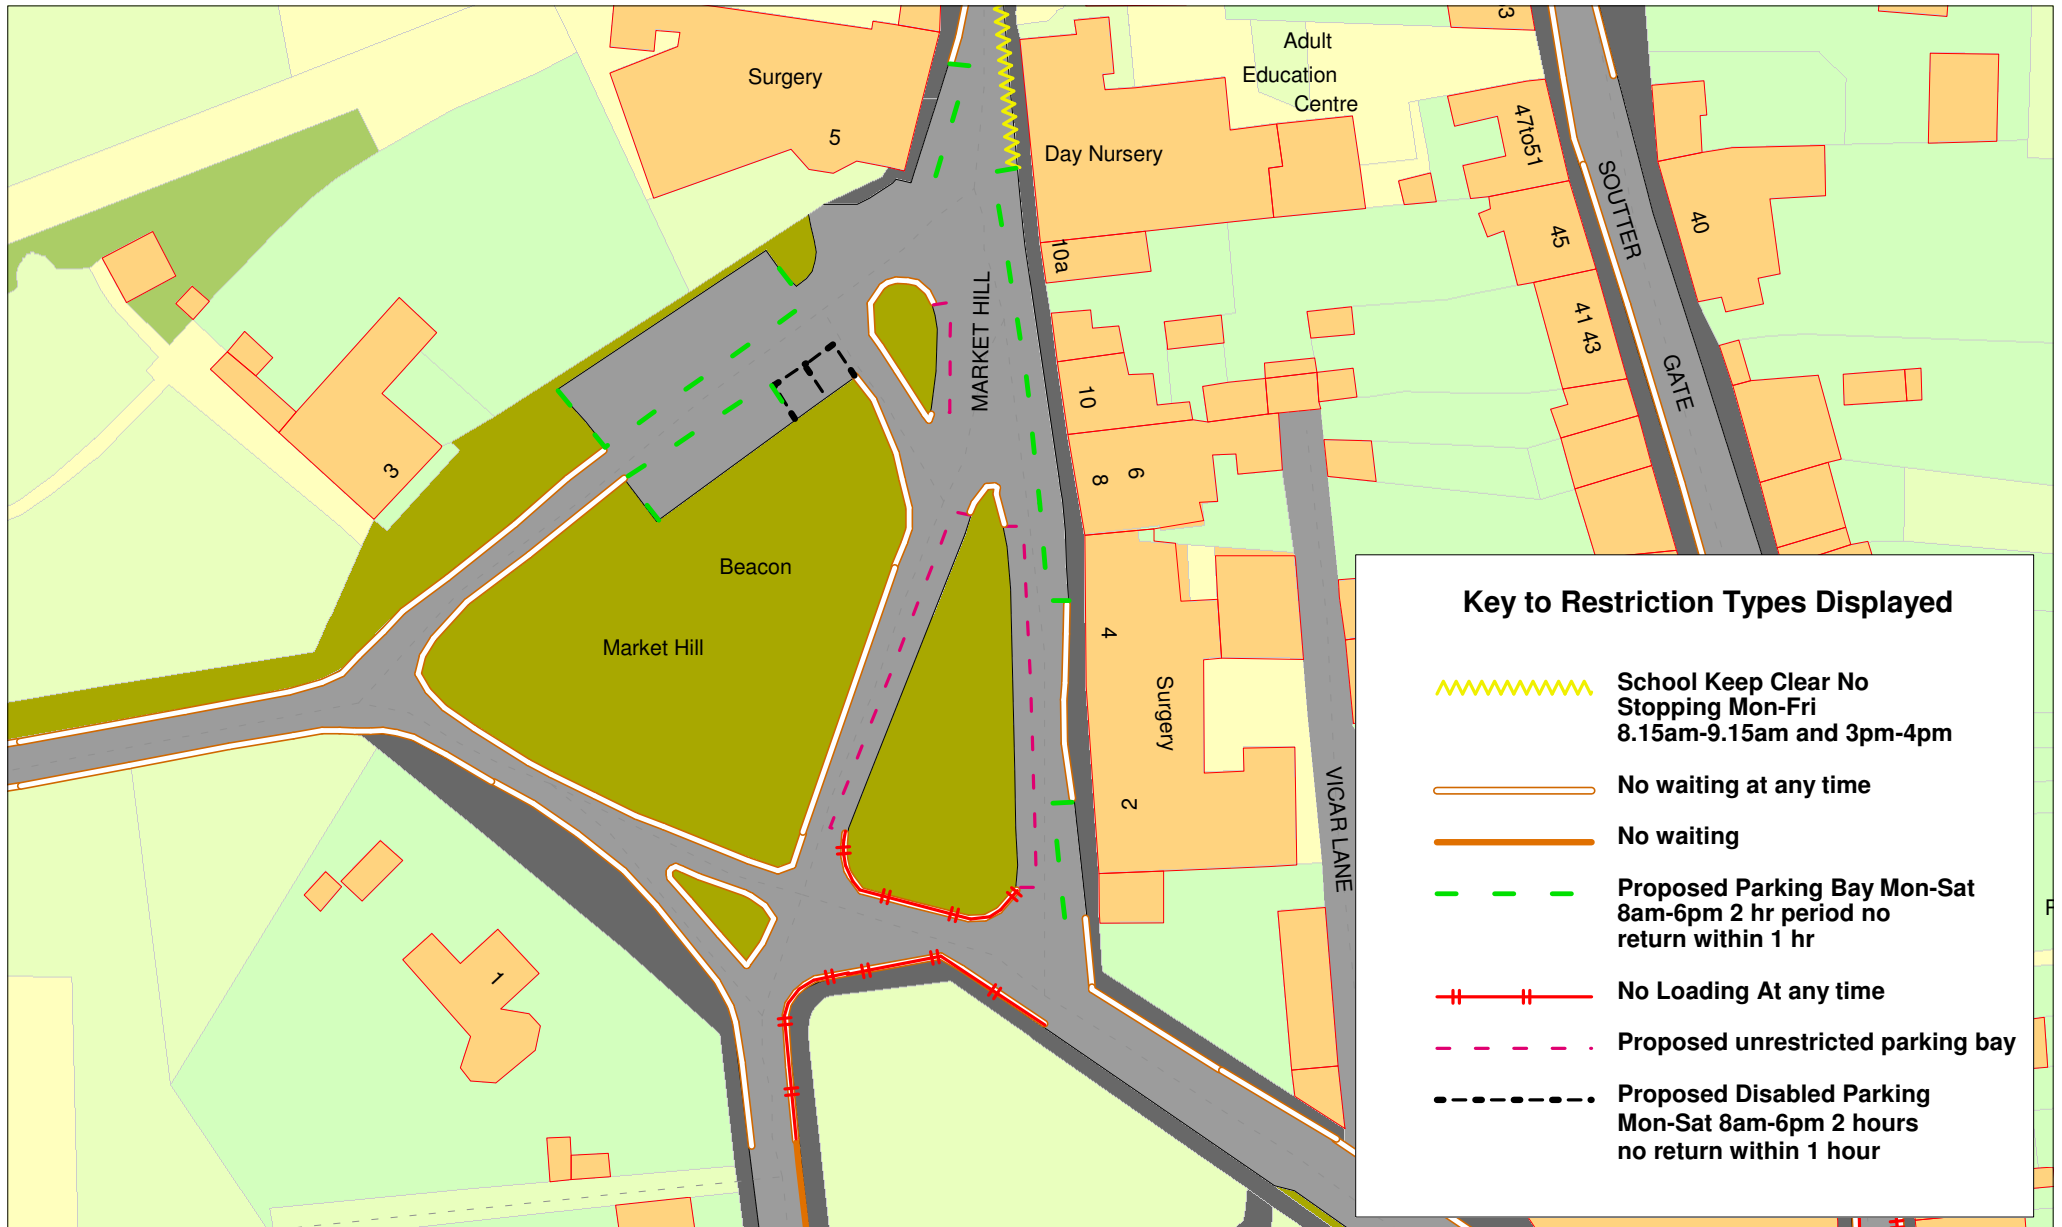 3
Adult
Education
Centre
Surgery
5
Day Nursery
47to51
SOUTTER
GATE
40
45
10a
41 43
MARKET HILL
10
8
6
3
Beacon
Market Hill
4
Surgery
2
VICAR LANE
1
Key to Restriction Types Displayed
School Keep Clear No
Stopping Mon-Fri
8.15am-9.15am and 3pm-4pm
No waiting at any time
No waiting
Proposed Parking Bay Mon-Sat
8am-6pm 2 hr period no
return within 1 hr
No Loading At any time
Proposed unrestricted parking bay
Proposed Disabled Parking
Mon-Sat 8am-6pm 2 hours
no return within 1 hour